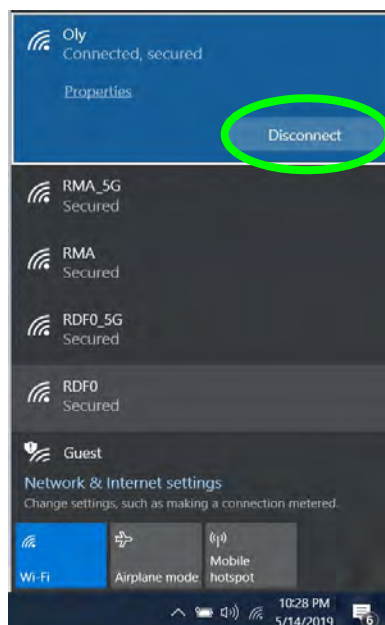 Oly
Connected, secured
Properties
Disconnect
RMA_5G
Secured
RMA
Secured
RDF0_5G
Secured
RDF0
Secured
Guest
Network & Internet settings
Change settings, such as making a connection metered.
Wi-Fi
Airplane mode
Mobile
hotspot
10:28 PM
5/14/2019
6